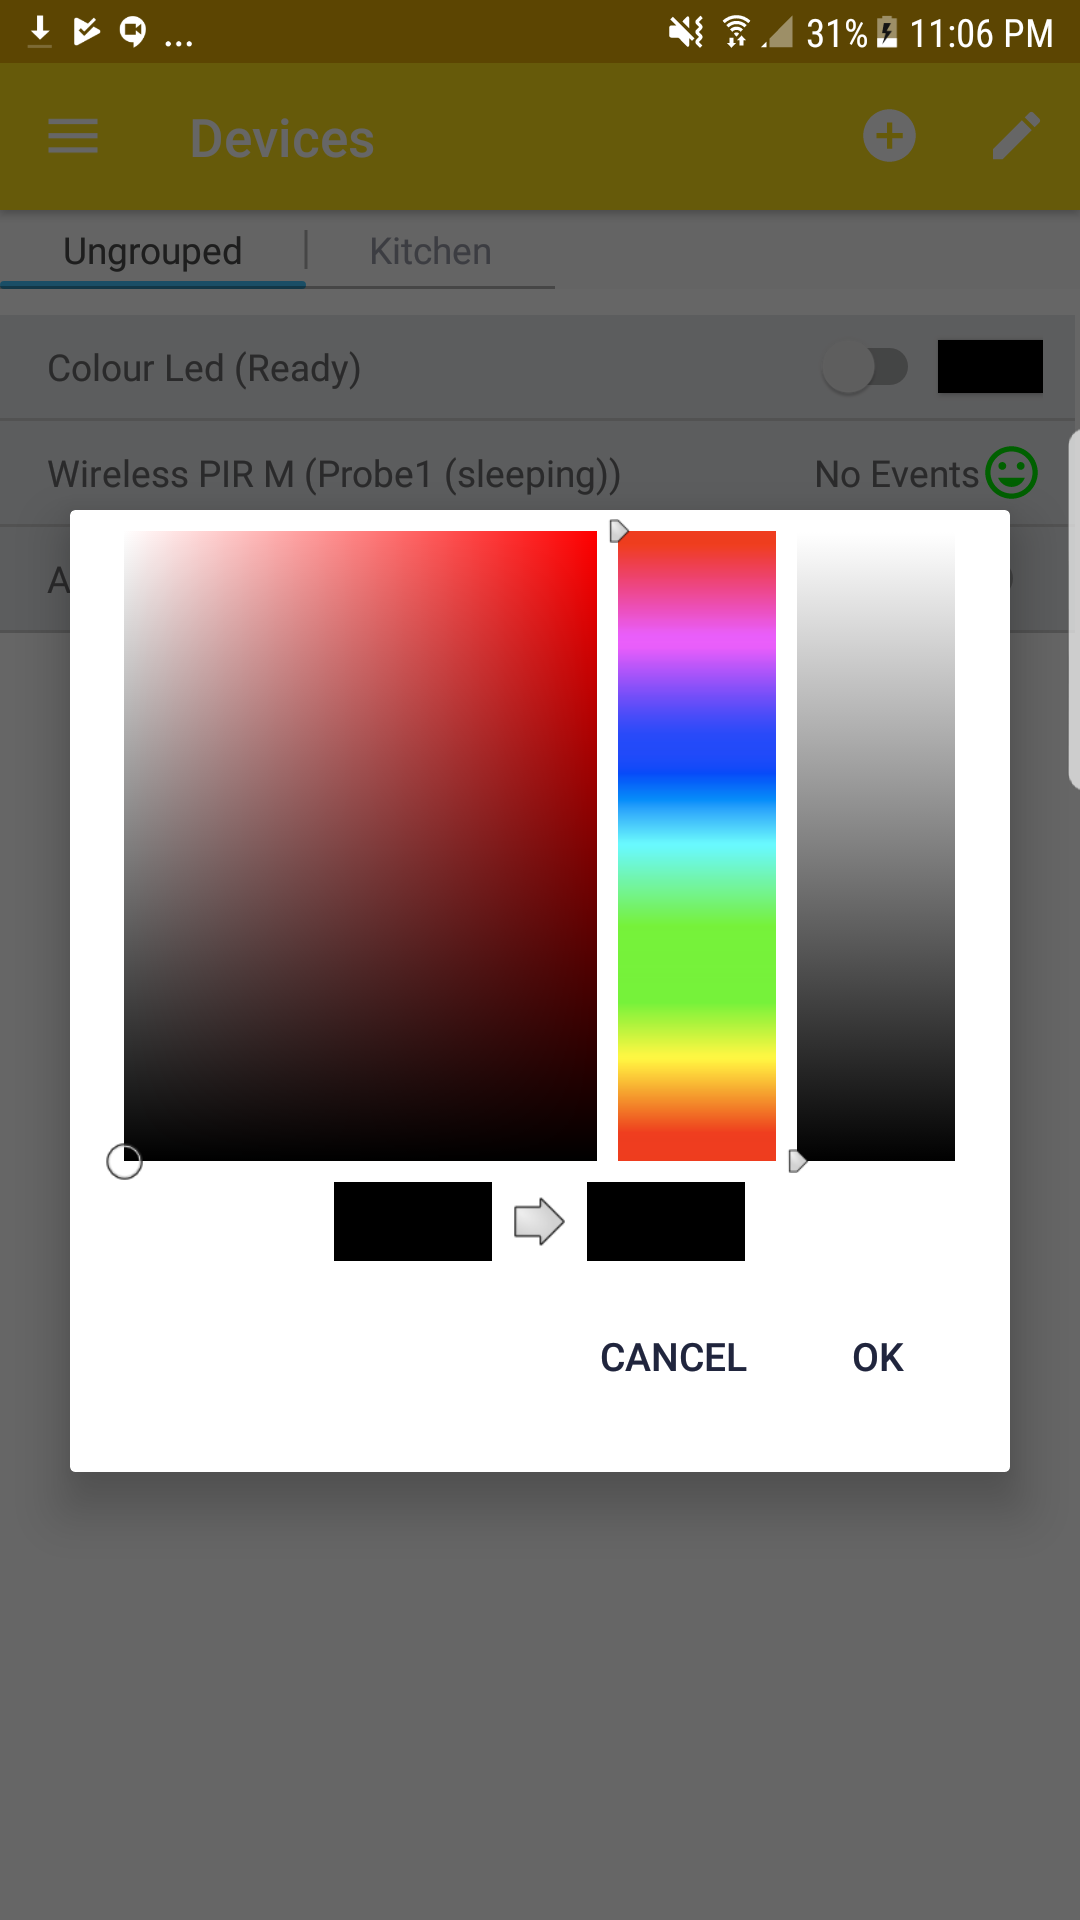 ... 31% 11:06 PM
Devices
Ungrouped | Kitchen
Colour Led (Ready)
Wireless PIR M (Probe1 (sleeping)) No Events
A
CANCEL OK